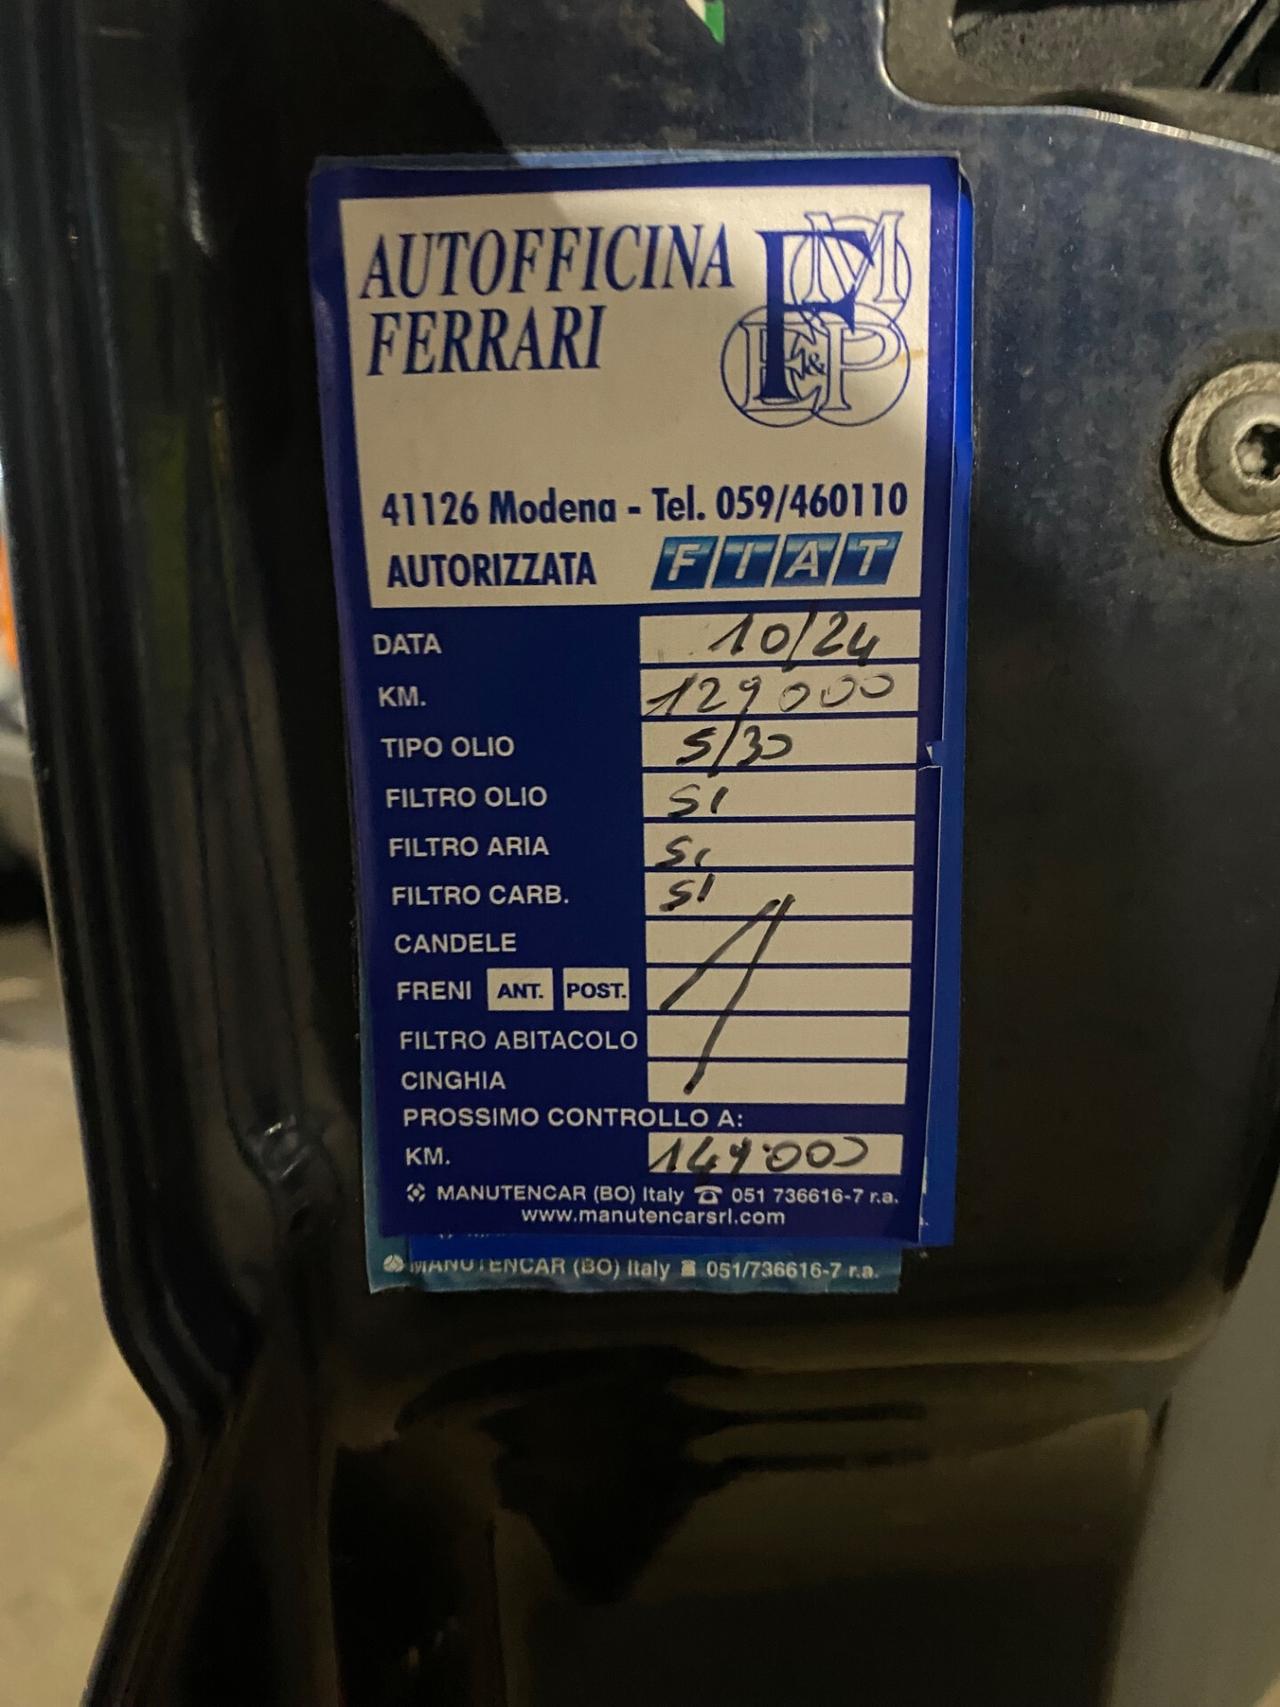 AUTOFFICINA
FERRARI
F M E & P
41126 Modena - Tel. 059/460110
AUTORIZZATA FIAT
DATA 10/24
KM. 129000
TIPO OLIO 5/30
FILTRO OLIO SI
FILTRO ARIA SI
FILTRO CARB. SI
CANDELE
FRENI ANT. POST.
FILTRO ABITACOLO
CINGHIA
PROSSIMO CONTROLLO A:
KM. 149.000
MANUTENCAR (BO) Italy ☎ 051 736616-7 r.a.
www.manutencarsrl.com
MANUTENCAR (BO) Italy 051/736616-7 r.a.